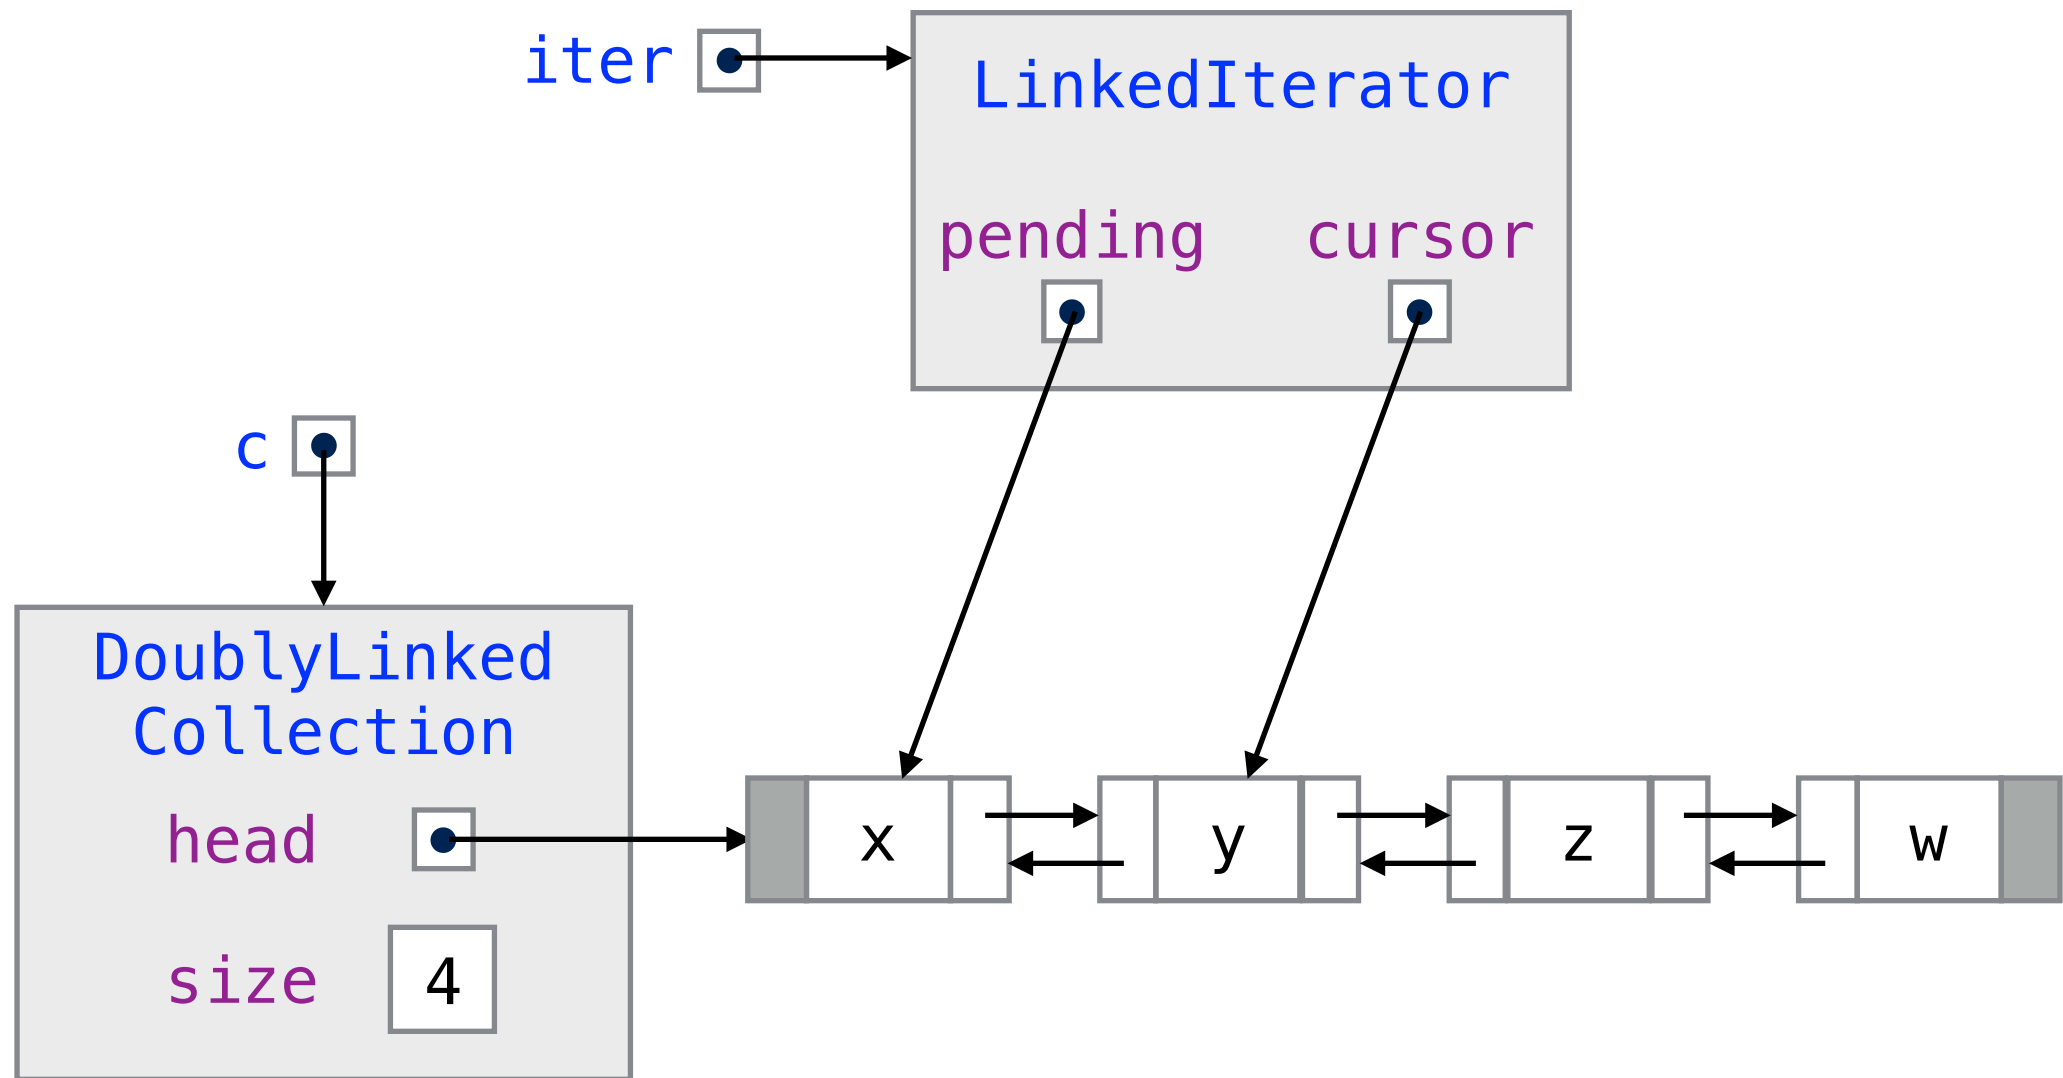 iter
LinkedIterator
pending cursor
c
DoublyLinked
Collection
head
x y z w
size 4